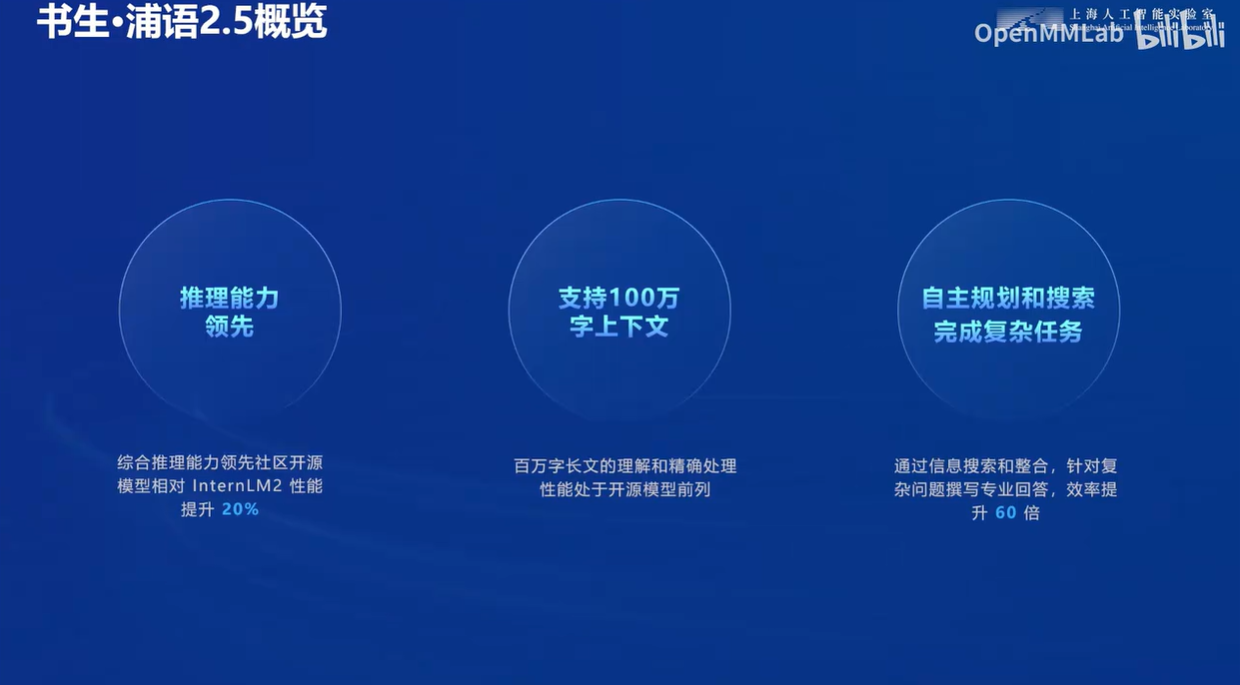 书生·浦语2.5概览
上海人工智能实验室
OpenMMLab
bilibili
推理能力
领先
综合推理能力领先社区开源
模型相对 InternLM2 性能
提升 20%
支持100万
字上下文
百万字长文的理解和精确处理
性能处于开源模型前列
自主规划和搜索
完成复杂任务
通过信息搜索和整合，针对复
杂问题撰写专业回答，效率提
升 60 倍